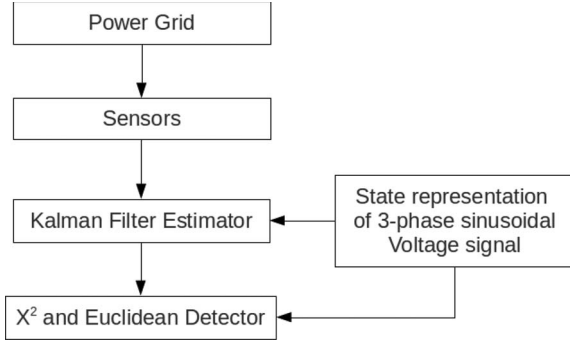 Power Grid
Sensors
Kalman Filter Estimator
State representation
of 3-phase sinusoidal
Voltage signal
X² and Euclidean Detector